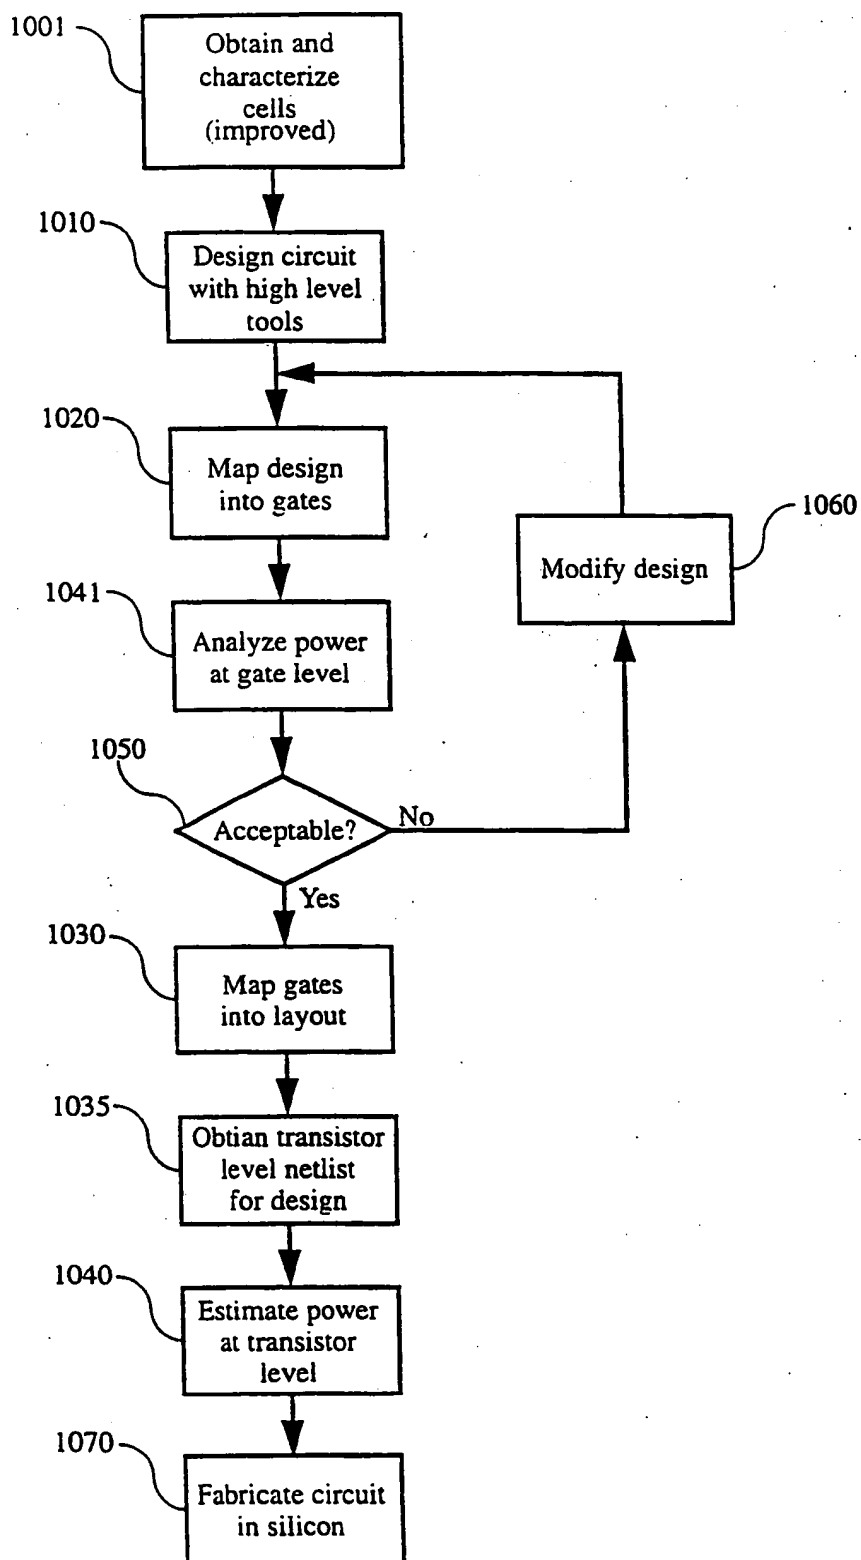 1001
Obtain and
characterize
cells
(improved)
1010
Design circuit
with high level
tools
1020
Map design
into gates
1060
Modify design
1041
Analyze power
at gate level
1050
Acceptable?
No
Yes
1030
Map gates
into layout
1035
Obtian transistor
level netlist
for design
1040
Estimate power
at transistor
level
1070
Fabricate circuit
in silicon